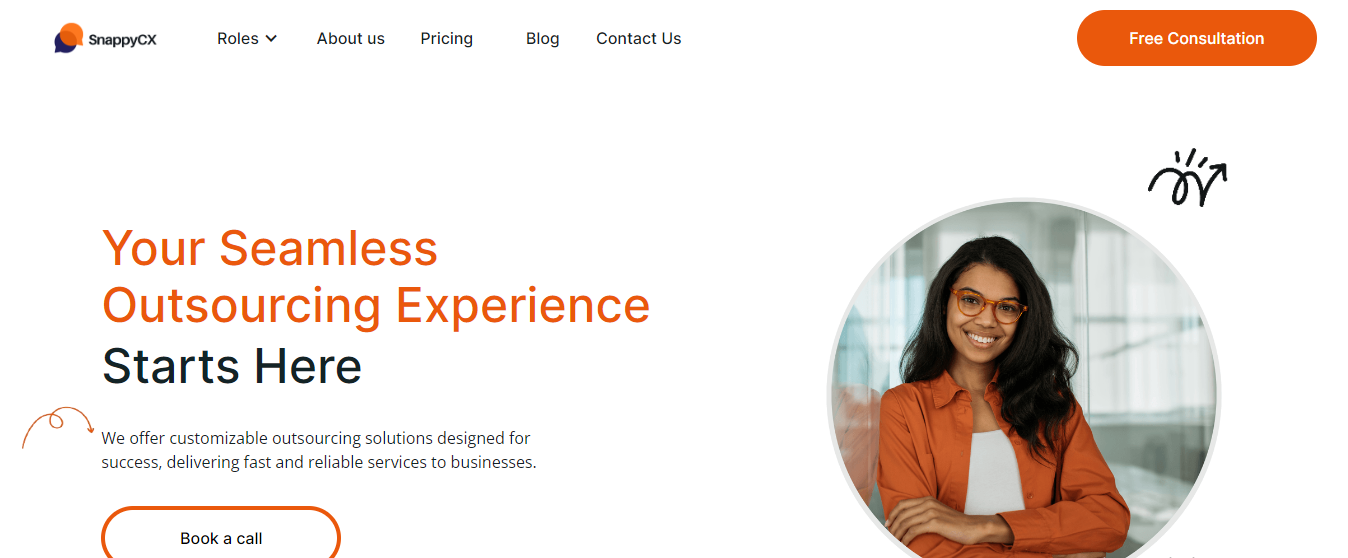 SnappyCX
Roles
About us
Pricing
Blog
Contact Us
Free Consultation
Your Seamless
Outsourcing Experience
Starts Here
We offer customizable outsourcing solutions designed for
success, delivering fast and reliable services to businesses.
Book a call